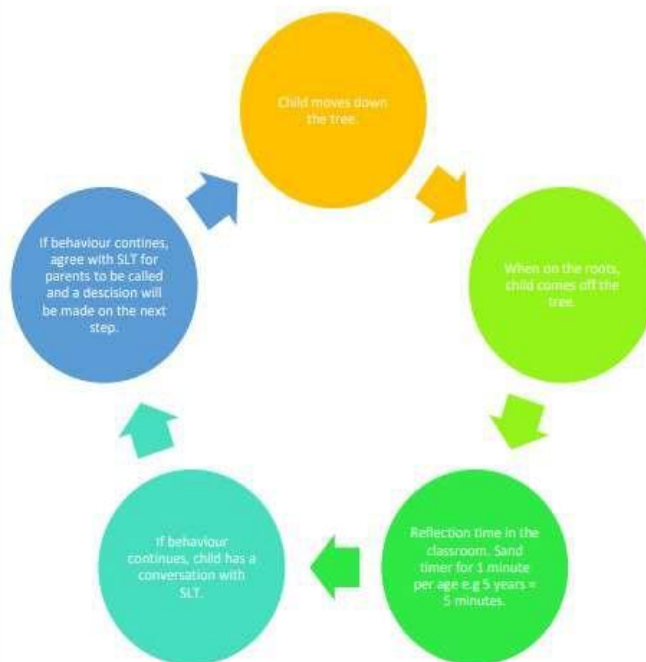 Child moves down
the tree.
When on the roots,
child comes off the
tree.
Reflection time in the
classroom. Sand
timer for 1 minute
per age e.g 5 years =
5 minutes.
If behaviour
continues, child has a
conversation with
SLT.
If behaviour contines,
agree with SLT for
parents to be called
and a descision will
be made on the next
step.